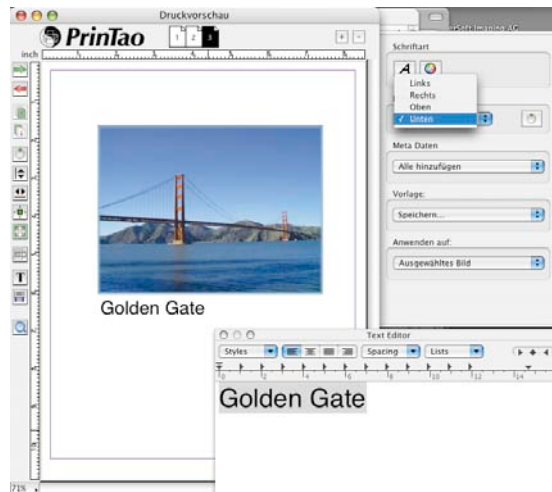 Druckvorschau
PrinTao
1 2 3
inch
Schriftart
A
Links
Rechts
Oben
✓ Unten
Meta Daten
Alle hinzufügen
Vorlage:
Speichern...
Anwenden auf:
Ausgewähltes Bild
T
Golden Gate
Text Editor
Styles
Spacing
Lists
Golden Gate
71%